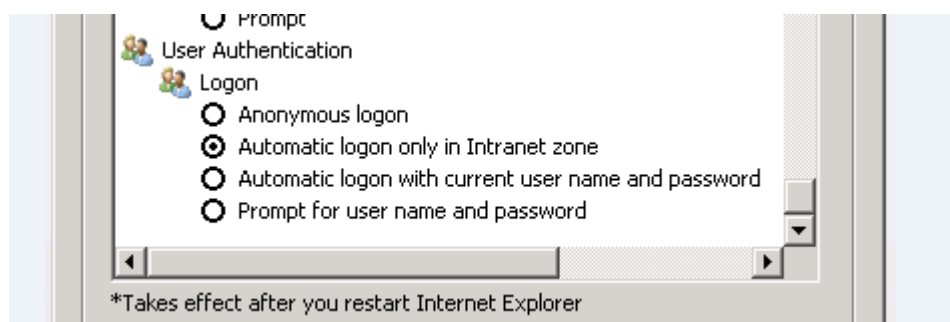 Prompt
User Authentication
Logon
Anonymous logon
Automatic logon only in Intranet zone
Automatic logon with current user name and password
Prompt for user name and password
*Takes effect after you restart Internet Explorer